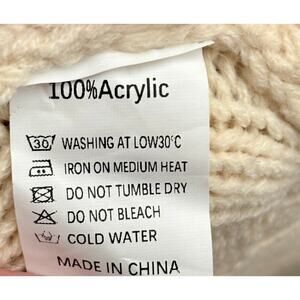 100%Acrylic
30 WASHING AT LOW30°C
IRON ON MEDIUM HEAT
DO NOT TUMBLE DRY
DO NOT BLEACH
COLD WATER
MADE IN CHINA